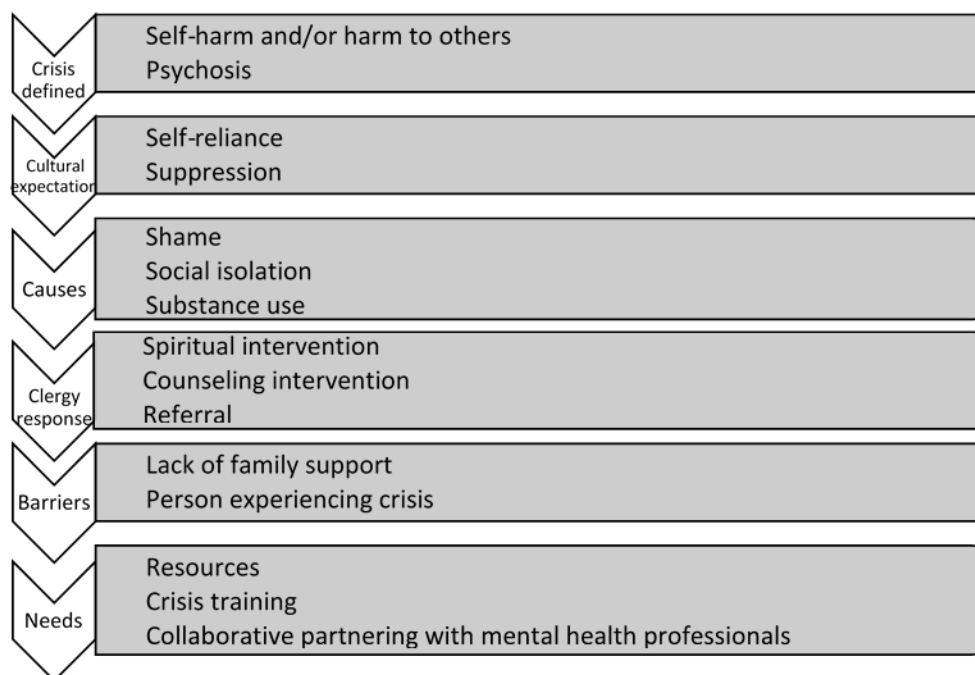 Crisis
defined
Self-harm and/or harm to others
Psychosis
Cultural
expectation
Self-reliance
Suppression
Causes
Shame
Social isolation
Substance use
Clergy
response
Spiritual intervention
Counseling intervention
Referral
Barriers
Lack of family support
Person experiencing crisis
Needs
Resources
Crisis training
Collaborative partnering with mental health professionals